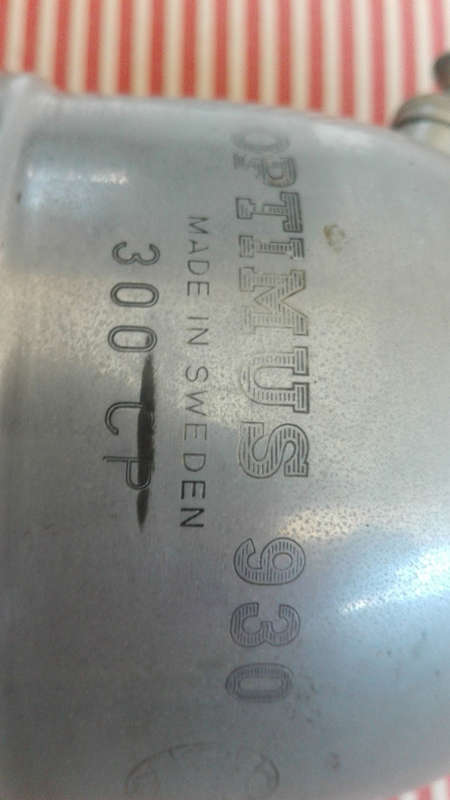 OPTIMUS 930
MADE IN SWEDEN
300 CP